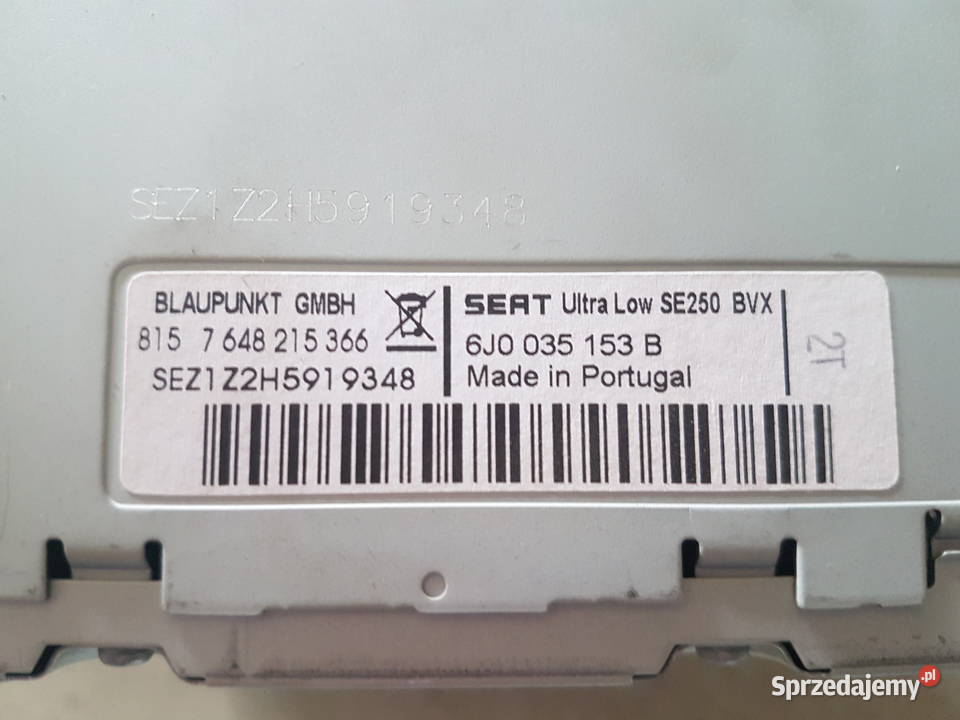 SEZ1Z2H5919348
BLAUPUNKT GMBH
815 7 648 215 366
SEZ1Z2H5919348
SEAT Ultra Low SE250 BVX
6J0 035 153 B
Made in Portugal
2T
Sprzedajemy.pl